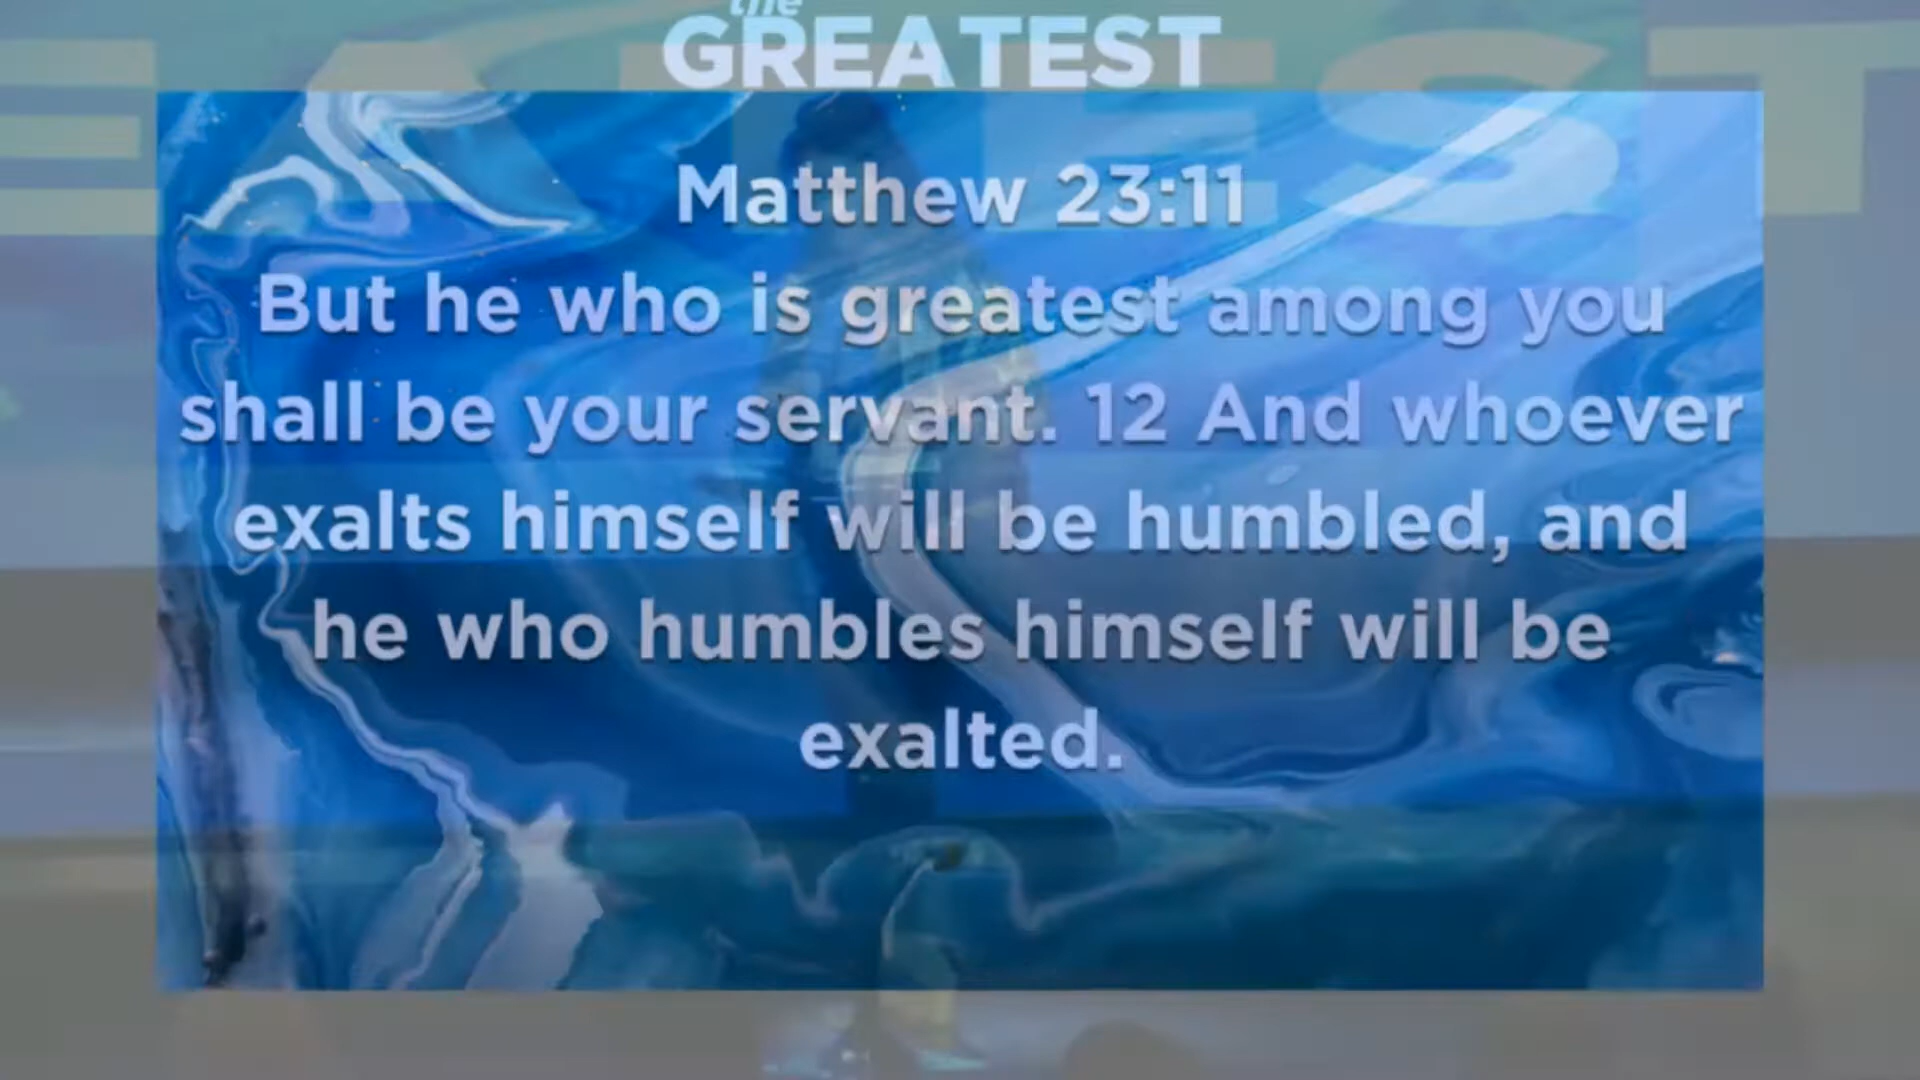 the
GREATEST
Matthew 23:11
But he who is greatest among you
shall be your servant. 12 And whoever
exalts himself will be humbled, and
he who humbles himself will be
exalted.